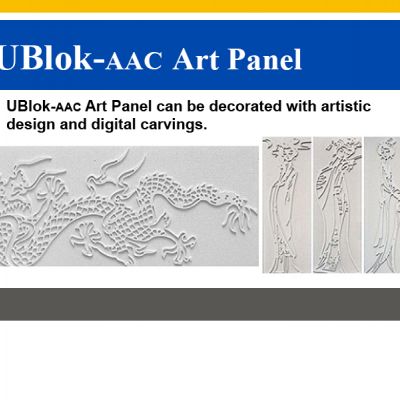 UBlok-AAC Art Panel
UBlok-AAC Art Panel can be decorated with artistic
design and digital carvings.